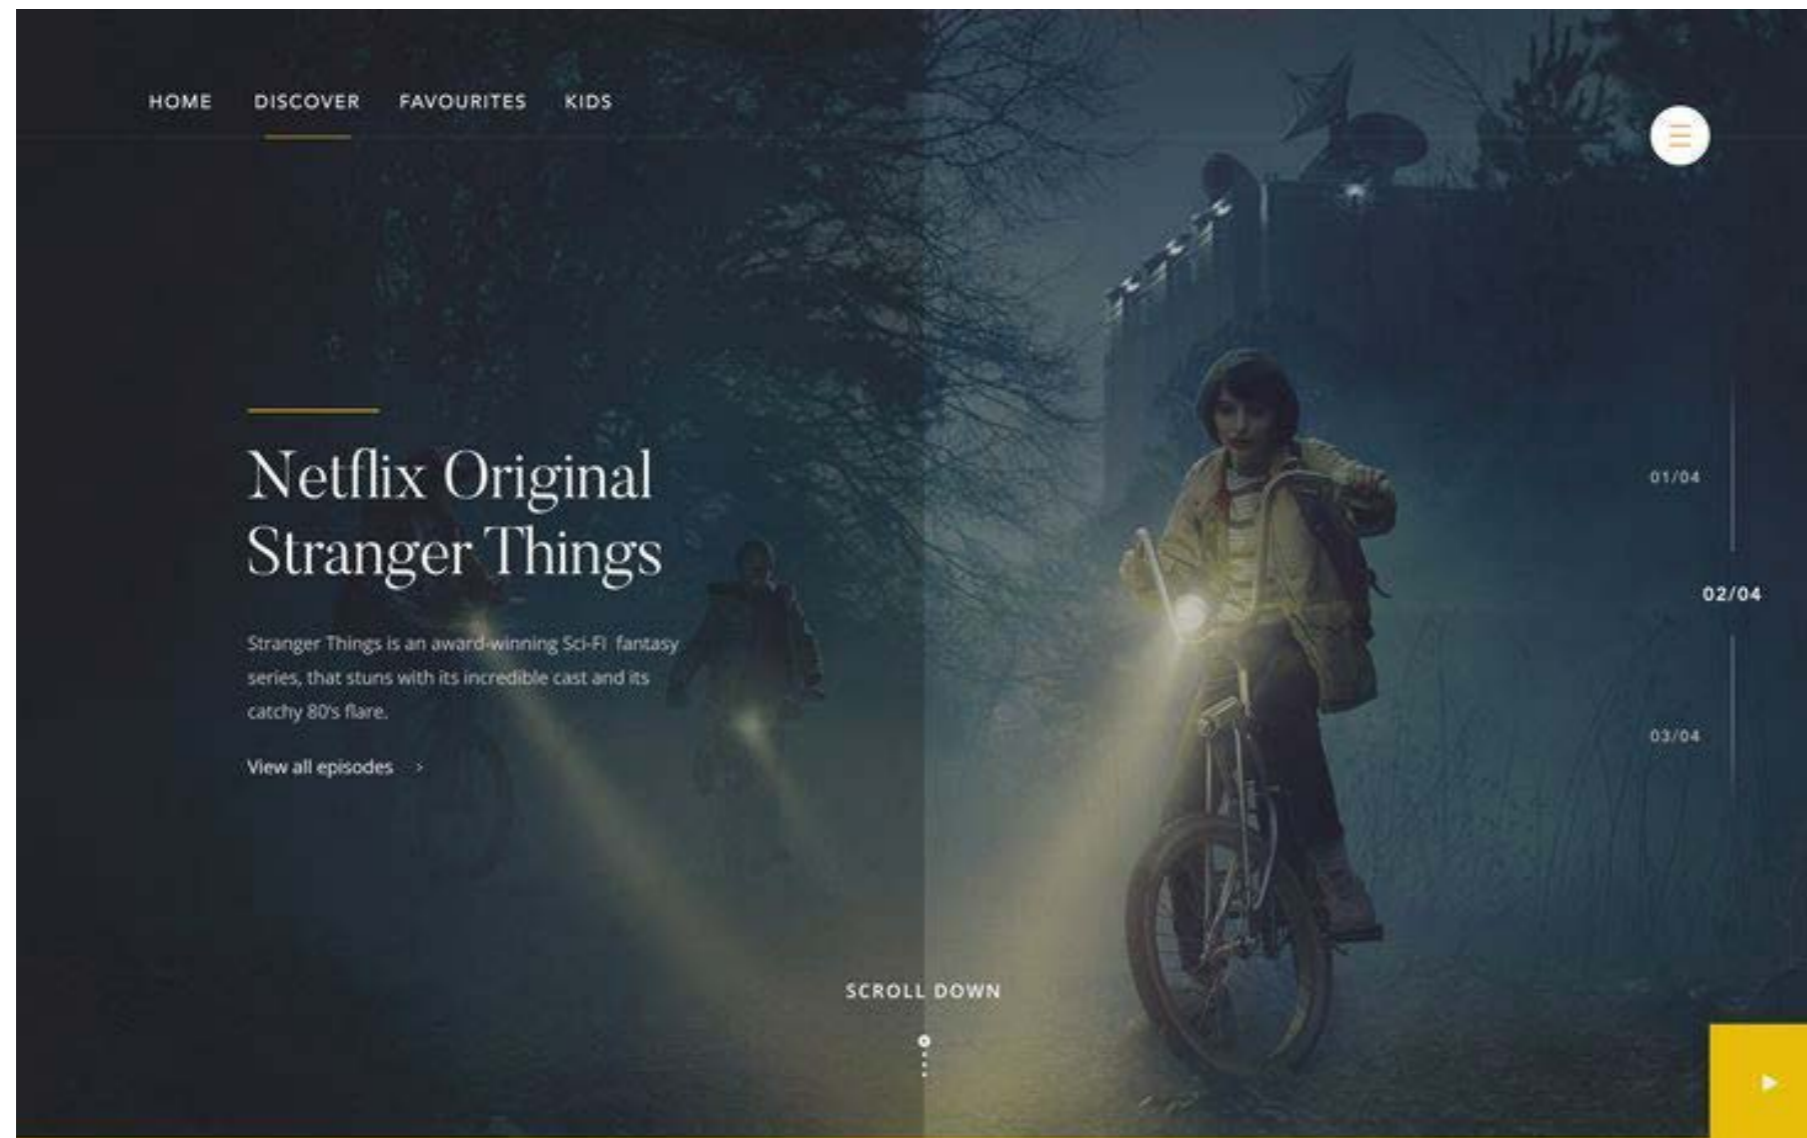 HOME DISCOVER FAVOURITES KIDS
Netflix Original
Stranger Things
Stranger Things is an award-winning Sci-Fi fantasy
series, that stuns with its incredible cast and its
catchy 80's flare.
View all episodes >
01/04
02/04
03/04
SCROLL DOWN